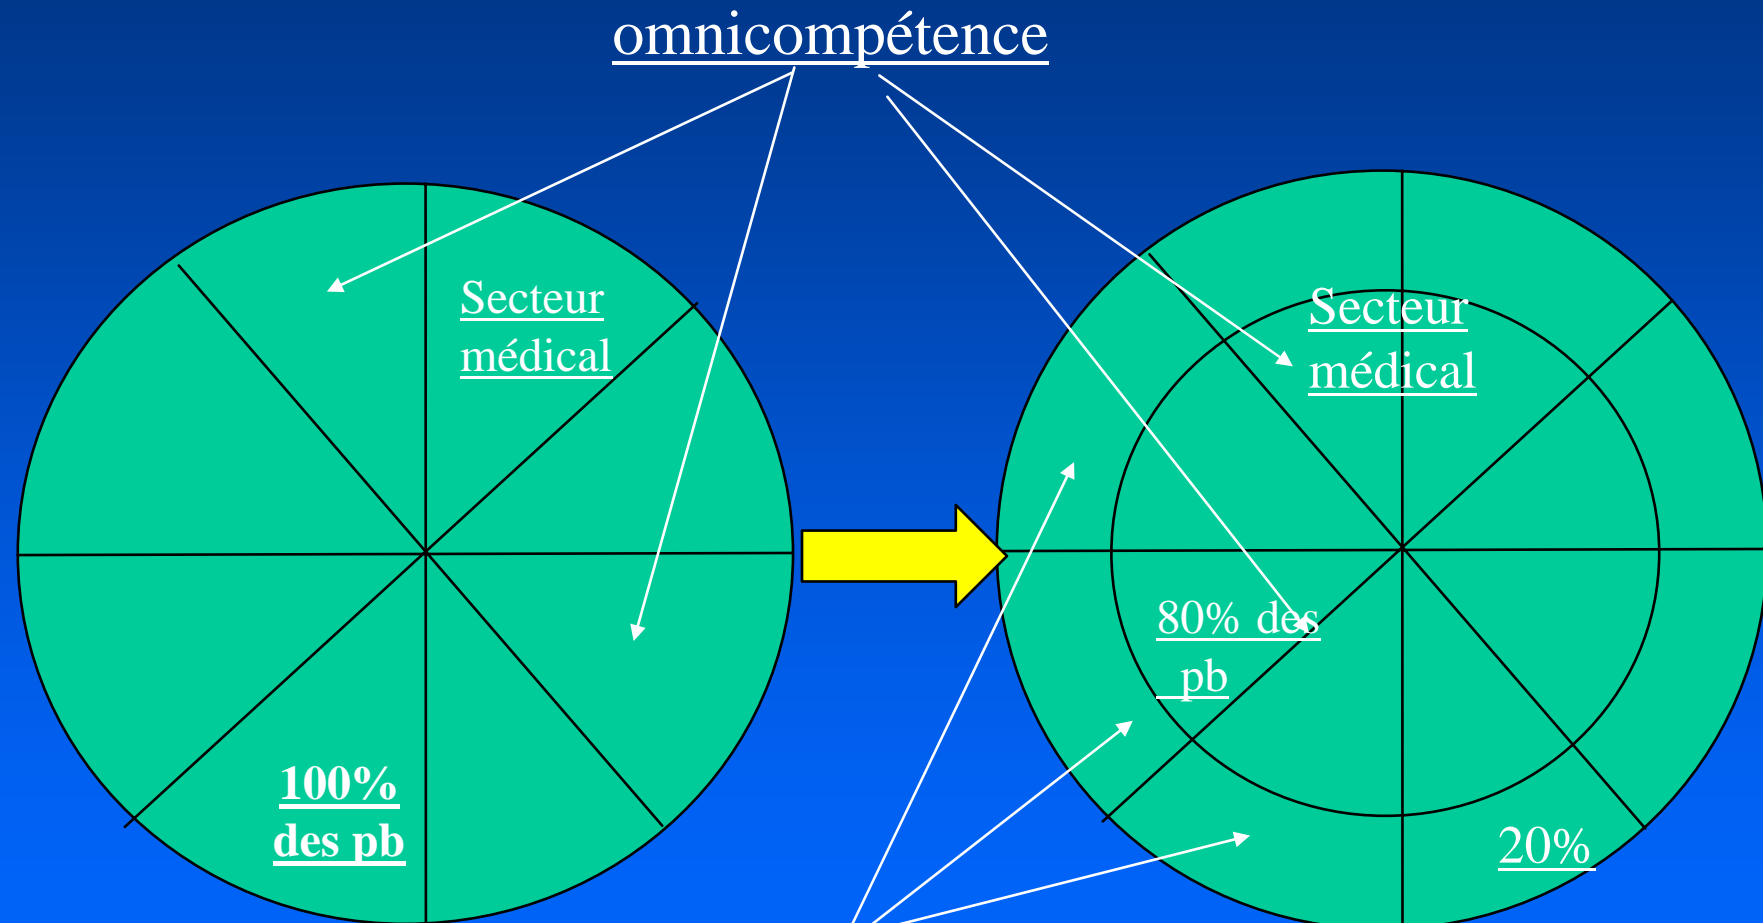 omnicompétence
Secteur
médical
100%
des pb
Secteur
médical
80% des
pb
20%